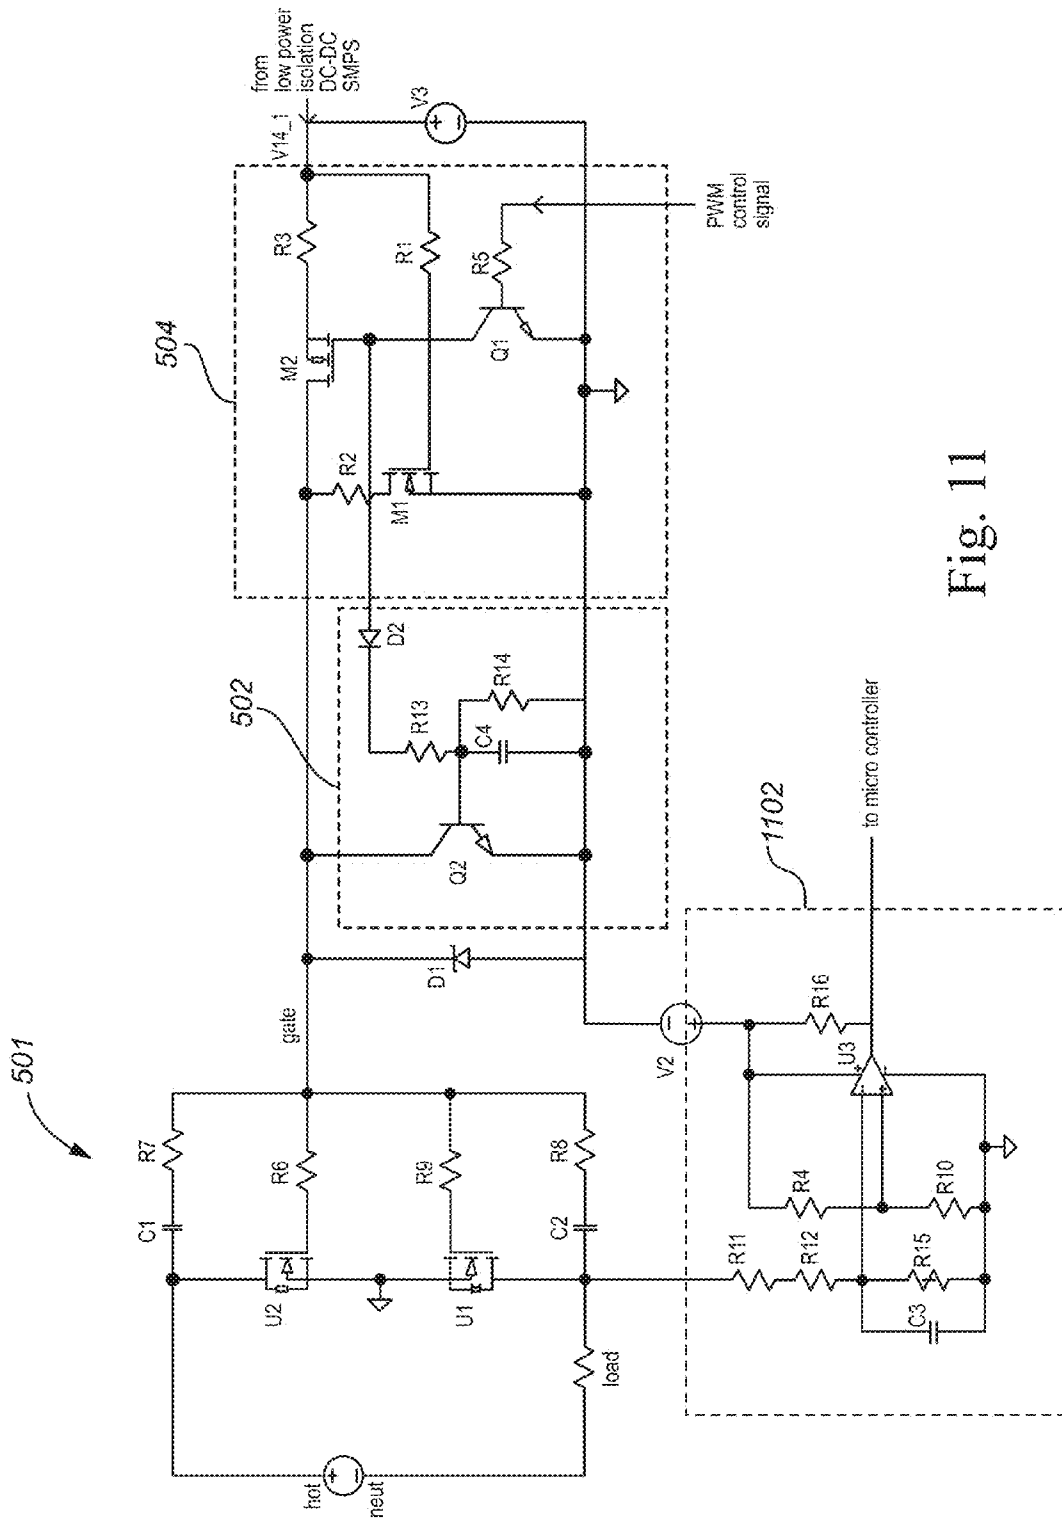 501
R7
C1
R6
U2
R9
U1
R8
C2
load
hot
neut
gate
D1
502
Q2
D2
R13
R14
C4
504
R2
M1
M2
R3
R1
R5
Q1
V14_1
from
low power
isolation
DC-DC
SMPS
V3
PWM
control
signal
1102
V2
R16
U3
R4
R10
R11
R12
R15
C3
to micro controller
Fig. 11